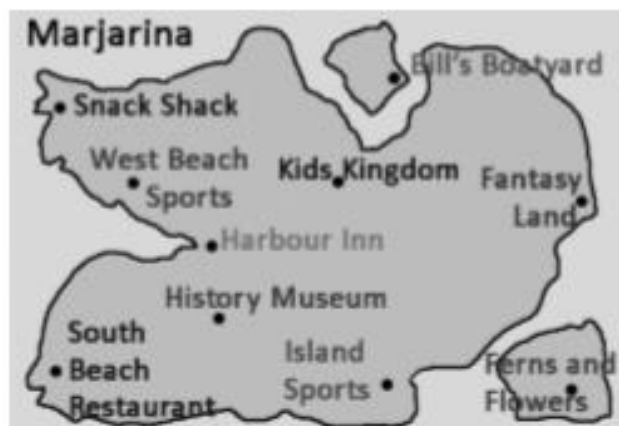 Marjarina
Bill's Boatyard
Snack Shack
West Beach
Sports
Kids Kingdom
Fantasy
Land
Harbour Inn
History Museum
South
Beach
Restaurant
Island
Sports
Ferns and
Flowers